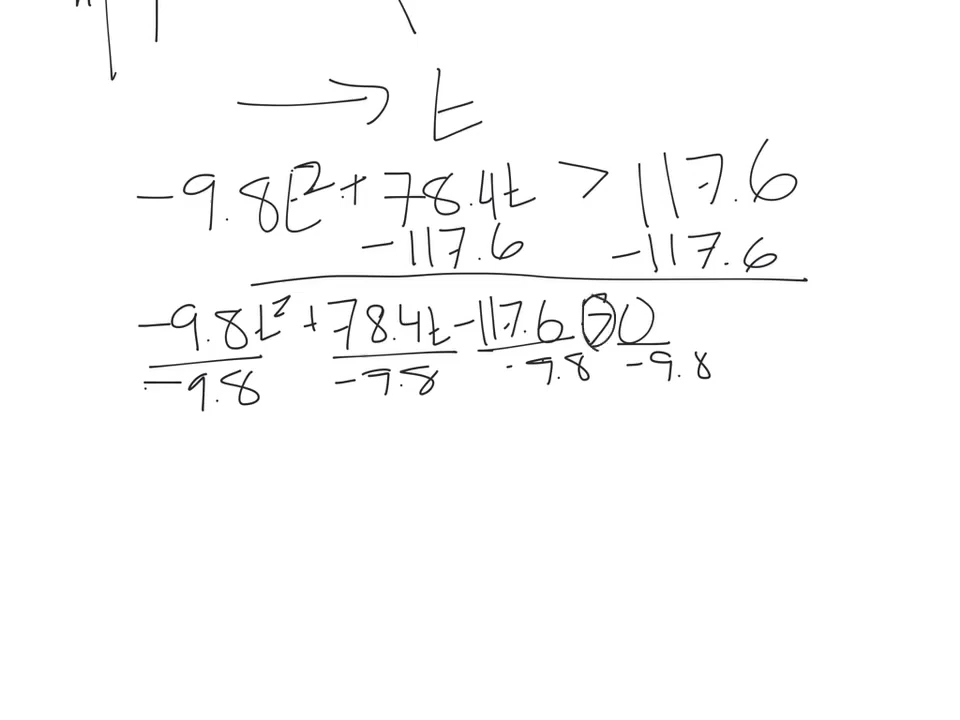 → t
-9.8t² + 78.4t > 117.6
-117.6 -117.6
-9.8t² + 78.4t - 117.6 > 0
-9.8 -9.8 -9.8 -9.8